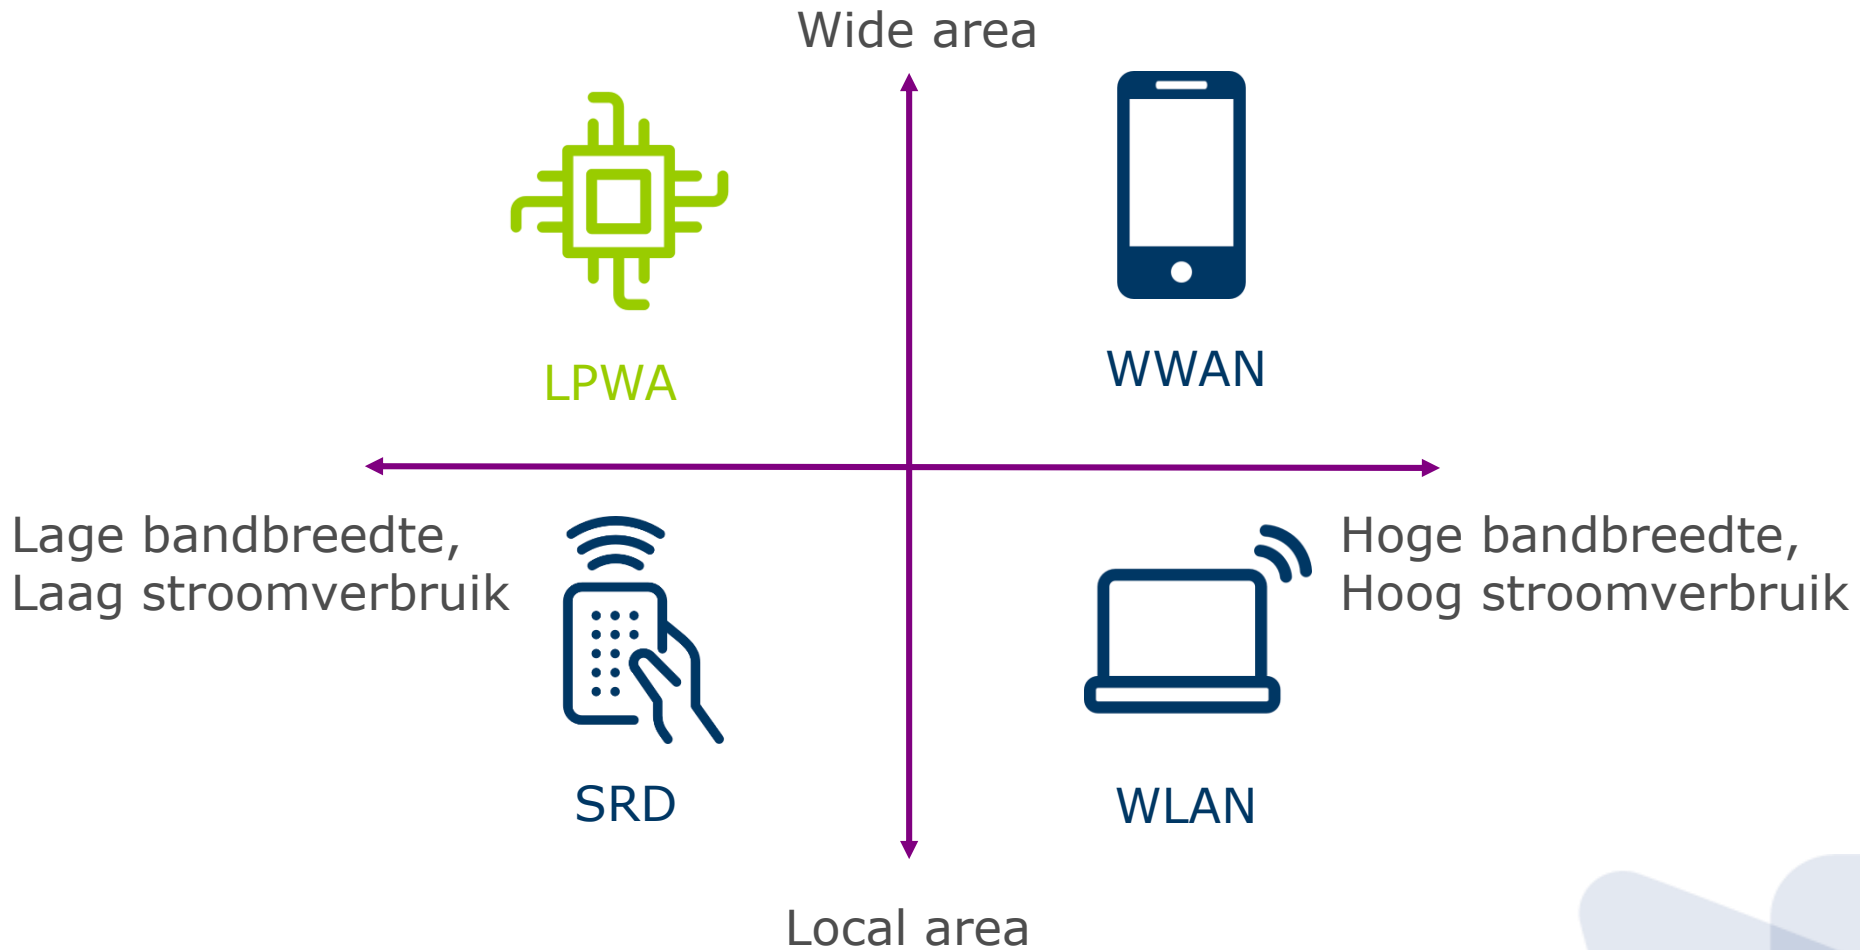 Wide area
LPWA
WWAN
Lage bandbreedte,
Laag stroomverbruik
Hoge bandbreedte,
Hoog stroomverbruik
SRD
WLAN
Local area